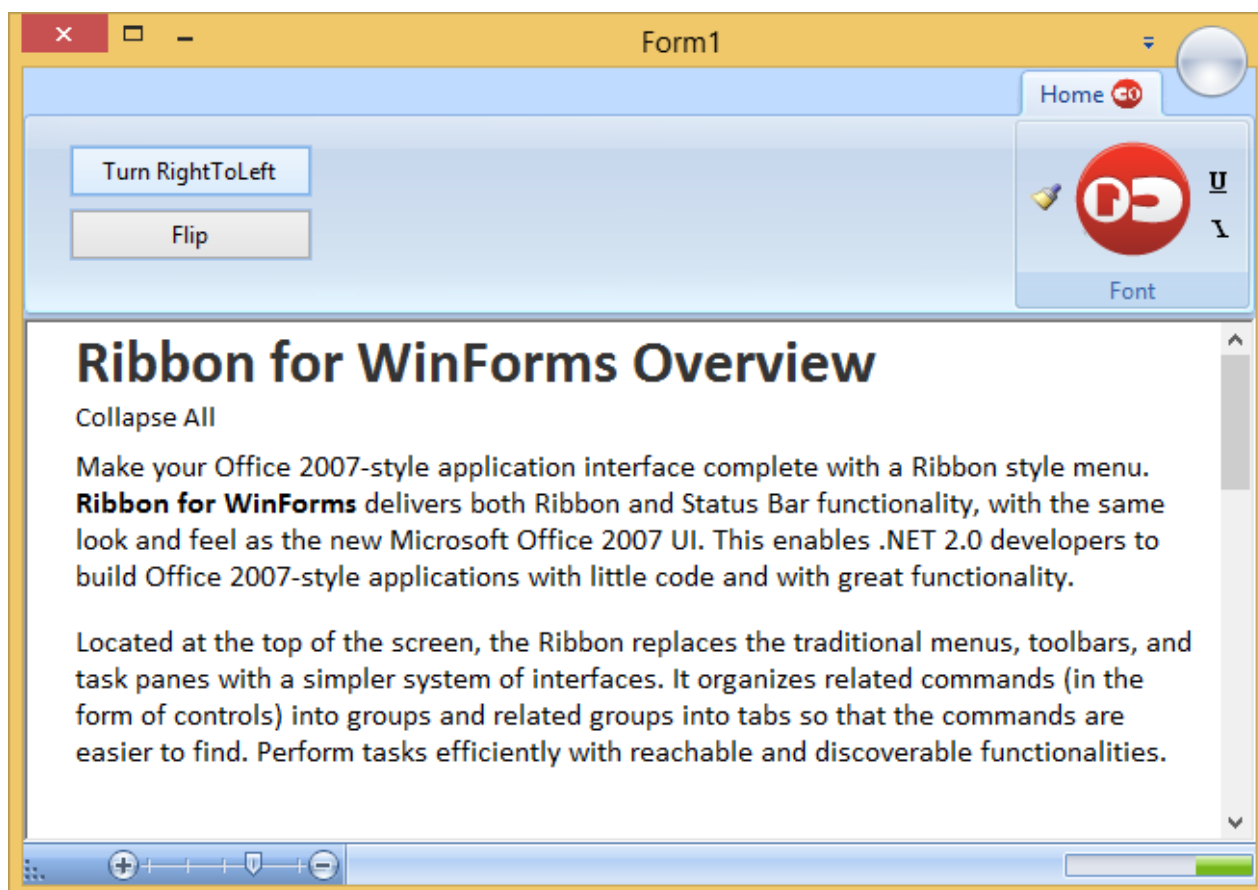 Form1
Home
Turn RightToLeft
Flip
U
I
Font
Ribbon for WinForms Overview
Collapse All
Make your Office 2007-style application interface complete with a Ribbon style menu.
Ribbon for WinForms delivers both Ribbon and Status Bar functionality, with the same
look and feel as the new Microsoft Office 2007 UI. This enables .NET 2.0 developers to
build Office 2007-style applications with little code and with great functionality.
Located at the top of the screen, the Ribbon replaces the traditional menus, toolbars, and
task panes with a simpler system of interfaces. It organizes related commands (in the
form of controls) into groups and related groups into tabs so that the commands are
easier to find. Perform tasks efficiently with reachable and discoverable functionalities.